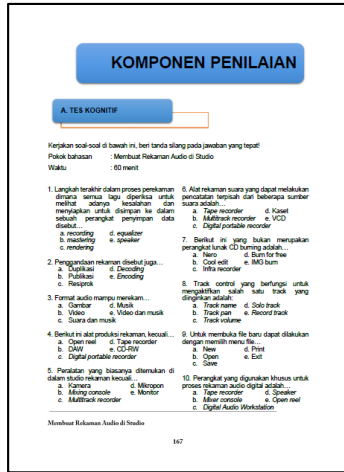 KOMPONEN PENILAIAN
A. TES KOGNITIF
Kerjakan soal-soal di bawah ini, beri tanda silang pada jawaban yang tepat!
Pokok bahasan : Membuat Rekaman Audio di Studio
Waktu : 60 menit
1. Langkah terakhir dalam proses perekaman
dimana semua lagu diperiksa untuk
melihat adanya kesalahan dan
menyiapkan untuk disimpan ke dalam
sebuah perangkat penyimpan data
disebut…
a. recording d. equalizer
b. mastering e. speaker
c. rendering
2. Penggandaan rekaman disebut juga…
a. Duplikasi d. Decoding
b. Publikasi e. Encoding
c. Resiprok
3. Format audio mampu merekam…
a. Gambar d. Musik
b. Video e. Video dan musik
c. Suara dan musik
4. Berikut ini alat produksi rekaman, kecuali…
a. Open reel d. Tape recorder
b. DAW e. CD-RW
c. Digital portable recorder
5. Peralatan yang biasanya ditemukan di
dalam studio rekaman kecuali…
a. Kamera d. Mikropon
b. Mixing console e. Monitor
c. Multitrack recorder
6. Alat rekaman suara yang dapat melakukan
pencatatan terpisah dari beberapa sumber
suara adalah…
a. Tape recorder d. Kaset
b. Multitrack recorder e. VCD
c. Digital portable recorder
7. Berikut ini yang bukan merupakan
perangkat lunak CD burning adalah…
a. Nero d. Burn for free
b. Cool edit e. IMG burn
c. Infra recorder
8. Track control yang berfungsi untuk
mengaktifkan salah satu track yang
diinginkan adalah:
a. Track name d. Solo track
b. Track pan e. Record track
c. Track volume
9. Untuk membuka file baru dapat dilakukan
dengan memilih menu file…
a. New d. Print
b. Open e. Exit
c. Save
10. Perangkat yang digunakan khusus untuk
proses rekaman audio digital adalah…
a. Tape recorder d. Speaker
b. Mixer console e. Open reel
c. Digital Audio Workstation
Membuat Rekaman Audio di Studio
167